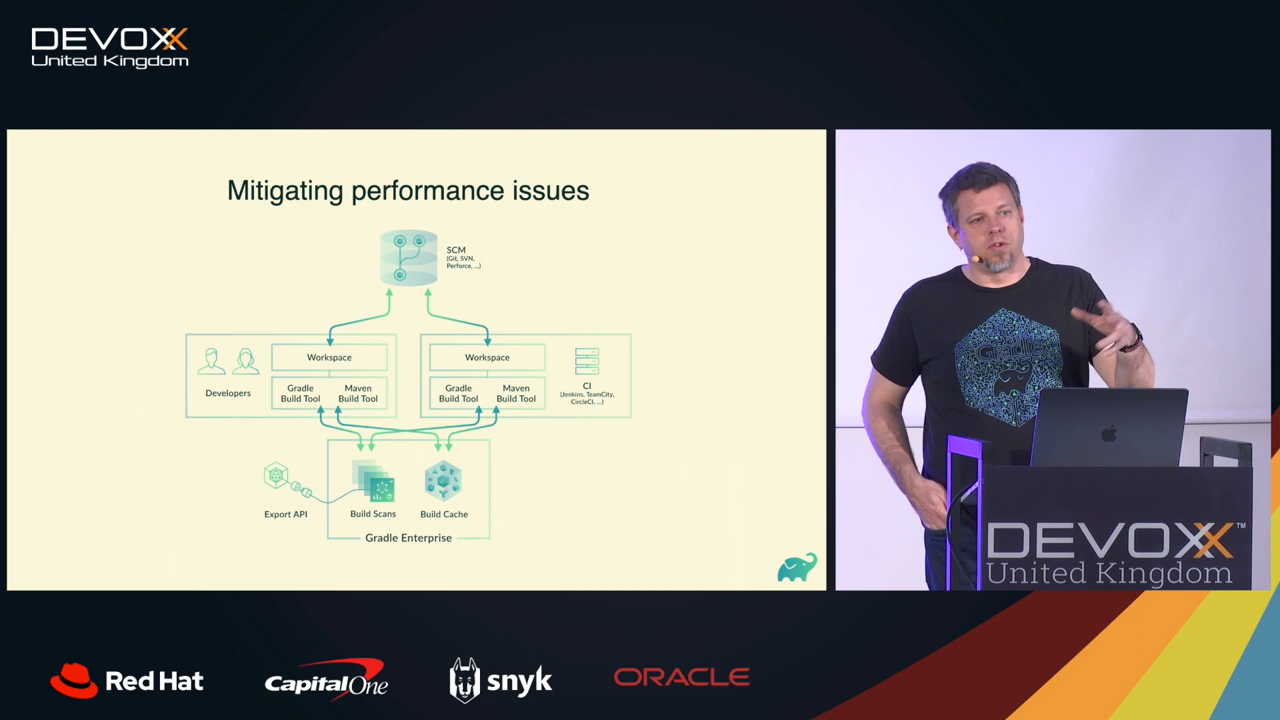 DEVOXX
United Kingdom
Mitigating performance issues
SCM
(Git, SVN,
Perforce, ...)
Workspace
Developers
Gradle
Build Tool
Maven
Build Tool
Workspace
Gradle
Build Tool
Maven
Build Tool
CI
(Jenkins, TeamCity,
CircleCI, ...)
Export API
Build Scans
Build Cache
Gradle Enterprise
Gradle
DEVOXX™
United Kingdom
Red Hat
Capital One
snyk
ORACLE